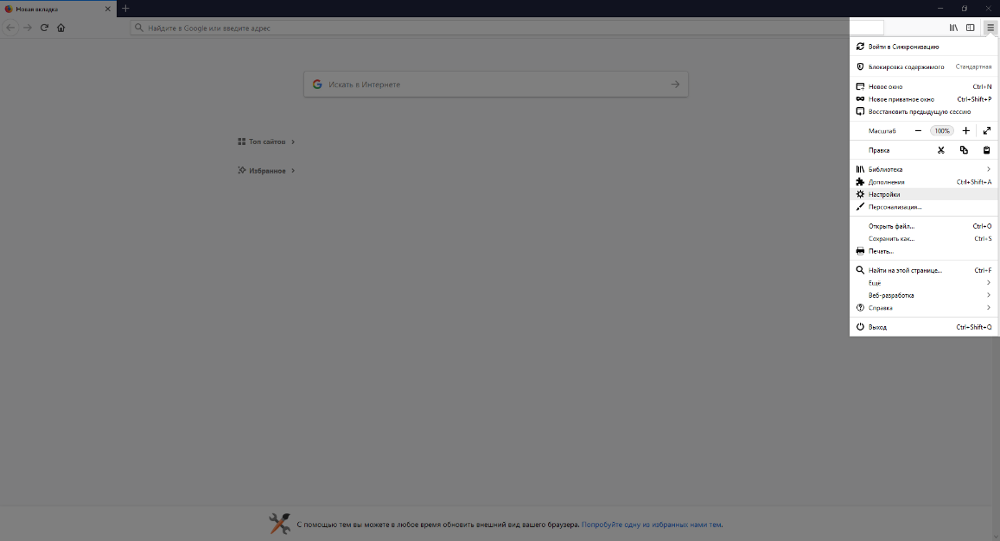 Новая вкладка
Найдите в Google или введите адрес
Искать в Интернете
Топ сайтов
Избранное
Войти в Синхронизацию
Блокировка содержимого Стандартная
Новое окно Ctrl+N
Новое приватное окно Ctrl+Shift+P
Восстановить предыдущую сессию
Масштаб 100%
Правка
Библиотека
Дополнения Ctrl+Shift+A
Настройки
Персонализация...
Открыть файл... Ctrl+O
Сохранить как... Ctrl+S
Печать...
Найти на этой странице... Ctrl+F
Ещё
Веб-разработка
Справка
Выход Ctrl+Shift+Q
С помощью тем вы можете в любое время обновить внешний вид вашего браузера. Попробуйте одну из избранных нами тем.